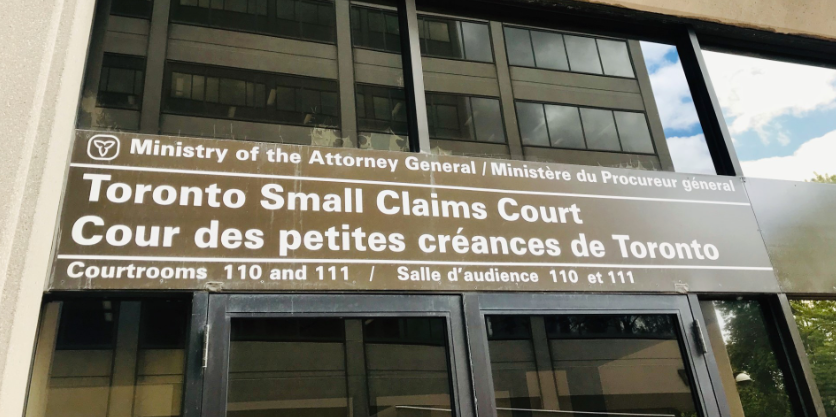 Ministry of the Attorney General / Ministère du Procureur général
Toronto Small Claims Court
Cour des petites créances de Toronto
Courtrooms 110 and 111 / Salle d'audience 110 et 111